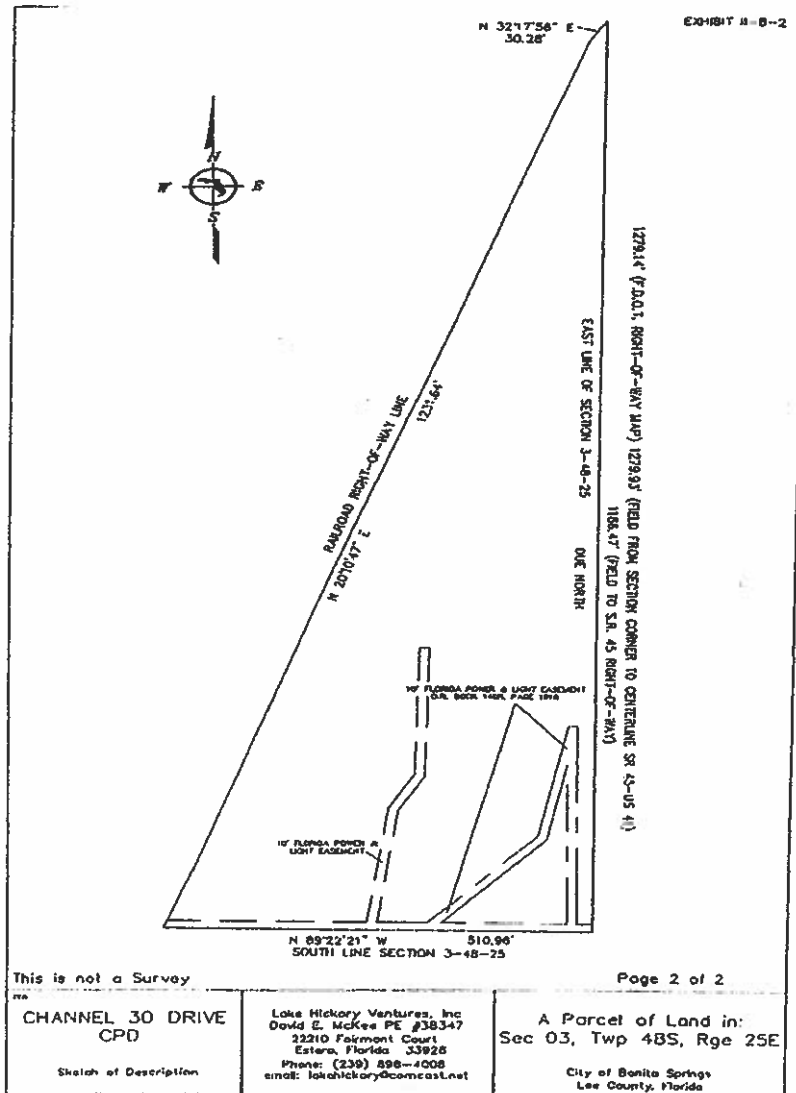 EXHIBIT
N 32°17'58" E
30.28'
N
W
E
S
1279.14' (F.D.O.T. RIGHT-OF-WAY MAP) 1279.93' (FIELD FROM SECTION CORNER TO CENTERLINE SR 45-US 41)
1186.47' (FIELD TO S.R. 45 RIGHT-OF-WAY)
EAST LINE OF SECTION 3-48-25
DUE NORTH
RAILROAD RIGHT-OF-WAY LINE
1231.64'
N 20°10'47" E
10' FLORIDA POWER & LIGHT EASEMENT
O.R. BOOK PAGE
10' FLORIDA POWER &
LIGHT EASEMENT
N 89°22'21" W 510.96'
SOUTH LINE SECTION 3-48-25
This is not a Survey
Page 2 of 2
CHANNEL 30 DRIVE
CPD
Sketch of Description
Lake Hickory Ventures, Inc
David E. McKee PE #38347
22210 Fairmont Court
Estero, Florida 33928
Phone: (239) 898-4008
email: lakehickory@comcast.net
A Parcel of Land in:
Sec 03, Twp 48S, Rge 25E
City of Bonita Springs
Lee County, Florida